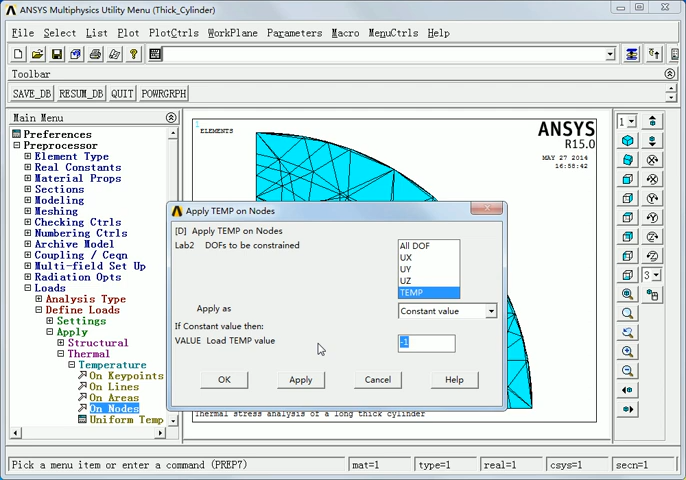 ANSYS Multiphysics Utility Menu (Thick_Cylinder)
File Select List Plot PlotCtrls WorkPlane Parameters Macro MenuCtrls Help
Toolbar
SAVE_DB RESUM_DB QUIT POWRGRPH
Main Menu
Preferences
Preprocessor
Element Type
Real Constants
Material Props
Sections
Modeling
Meshing
Checking Ctrls
Numbering Ctrls
Archive Model
Coupling / Ceqn
Multi-field Set Up
Radiation Opts
Loads
Analysis Type
Define Loads
Settings
Apply
Structural
Thermal
Temperature
On Keypoints
On Lines
On Areas
On Nodes
Uniform Temp
1
ELEMENTS
ANSYS
R15.0
MAY 27 2014
16:58:42
Apply TEMP on Nodes
[D] Apply TEMP on Nodes
Lab2 DOFs to be constrained
All DOF
UX
UY
UZ
TEMP
Apply as
Constant value
If Constant value then:
VALUE Load TEMP value
-1
OK Apply Cancel Help
Thermal stress analysis of a long thick cylinder
1
3
Pick a menu item or enter a command (PREP7) mat=1 type=1 real=1 csys=1 secn=1